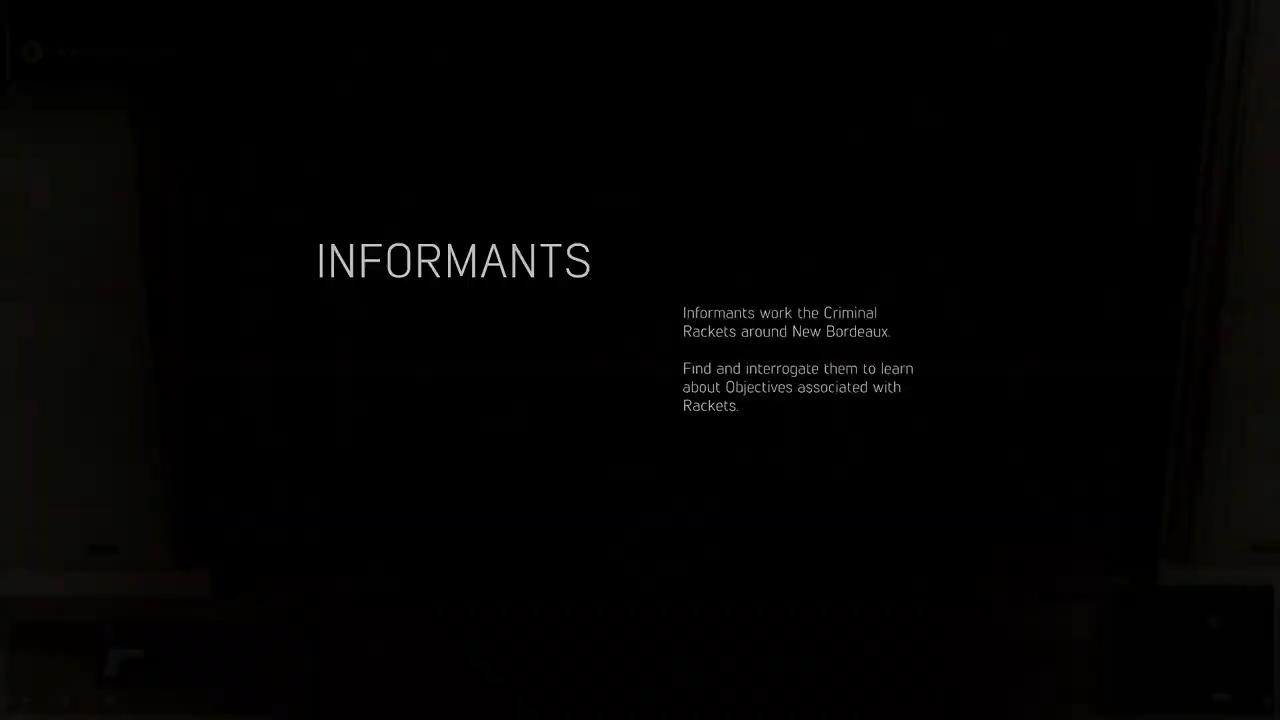 INFORMANTS
Informants work the Criminal
Rackets around New Bordeaux.
Find and interrogate them to learn
about Objectives associated with
Rackets.